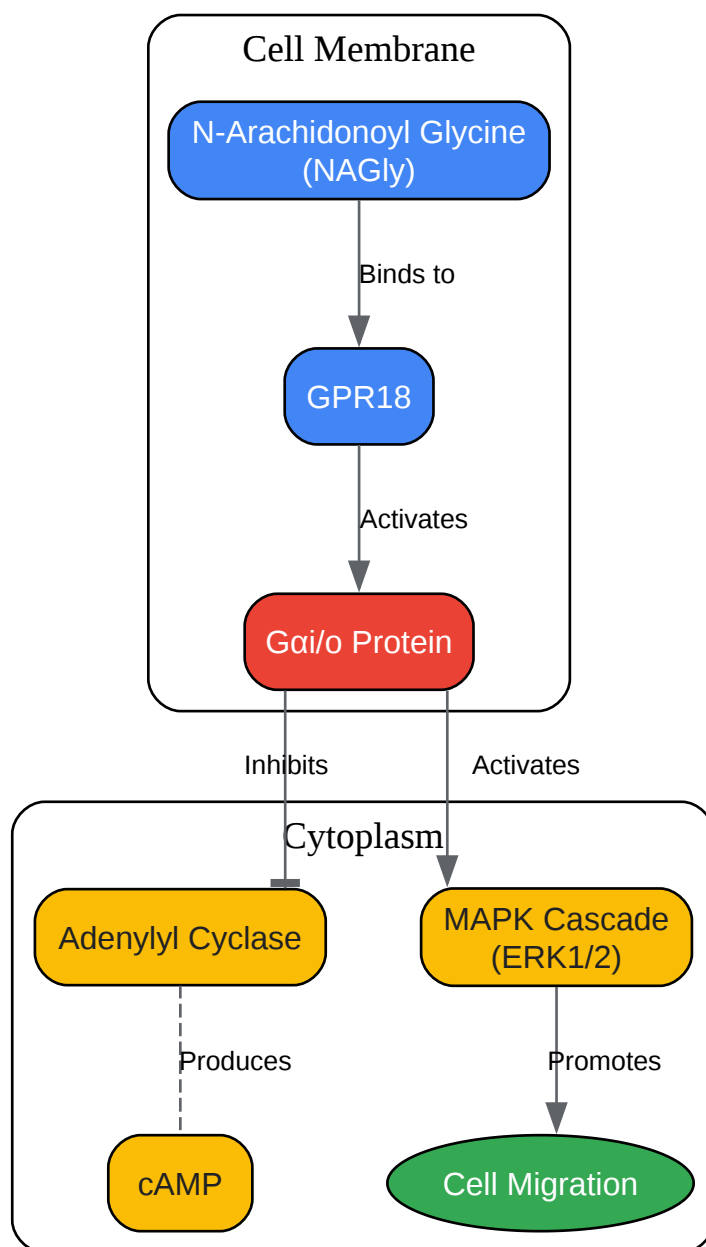 Cell Membrane
N-Arachidonoyl Glycine
(NAGly)
Binds to
GPR18
Activates
Gαi/o Protein
Inhibits
Activates
Cytoplasm
Adenylyl Cyclase
MAPK Cascade
(ERK1/2)
Produces
Promotes
cAMP
Cell Migration